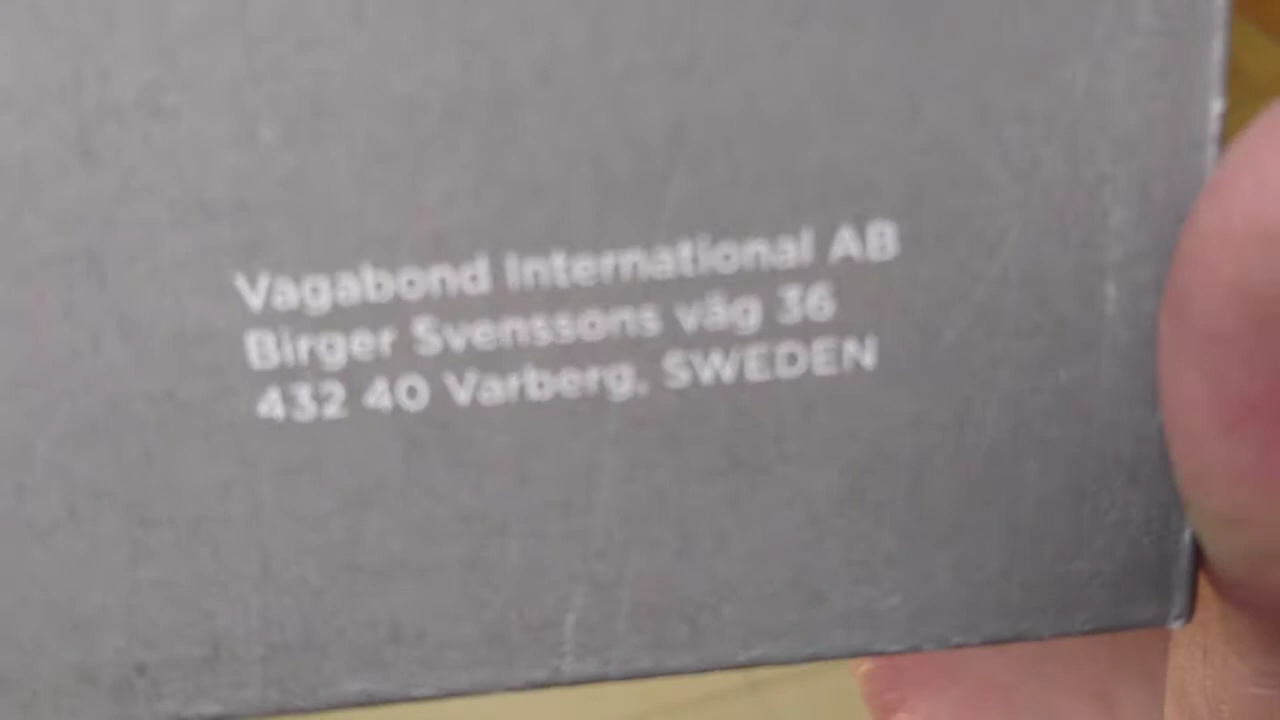 Vagabond International AB
Birger Svenssons väg 36
432 40 Varberg, SWEDEN